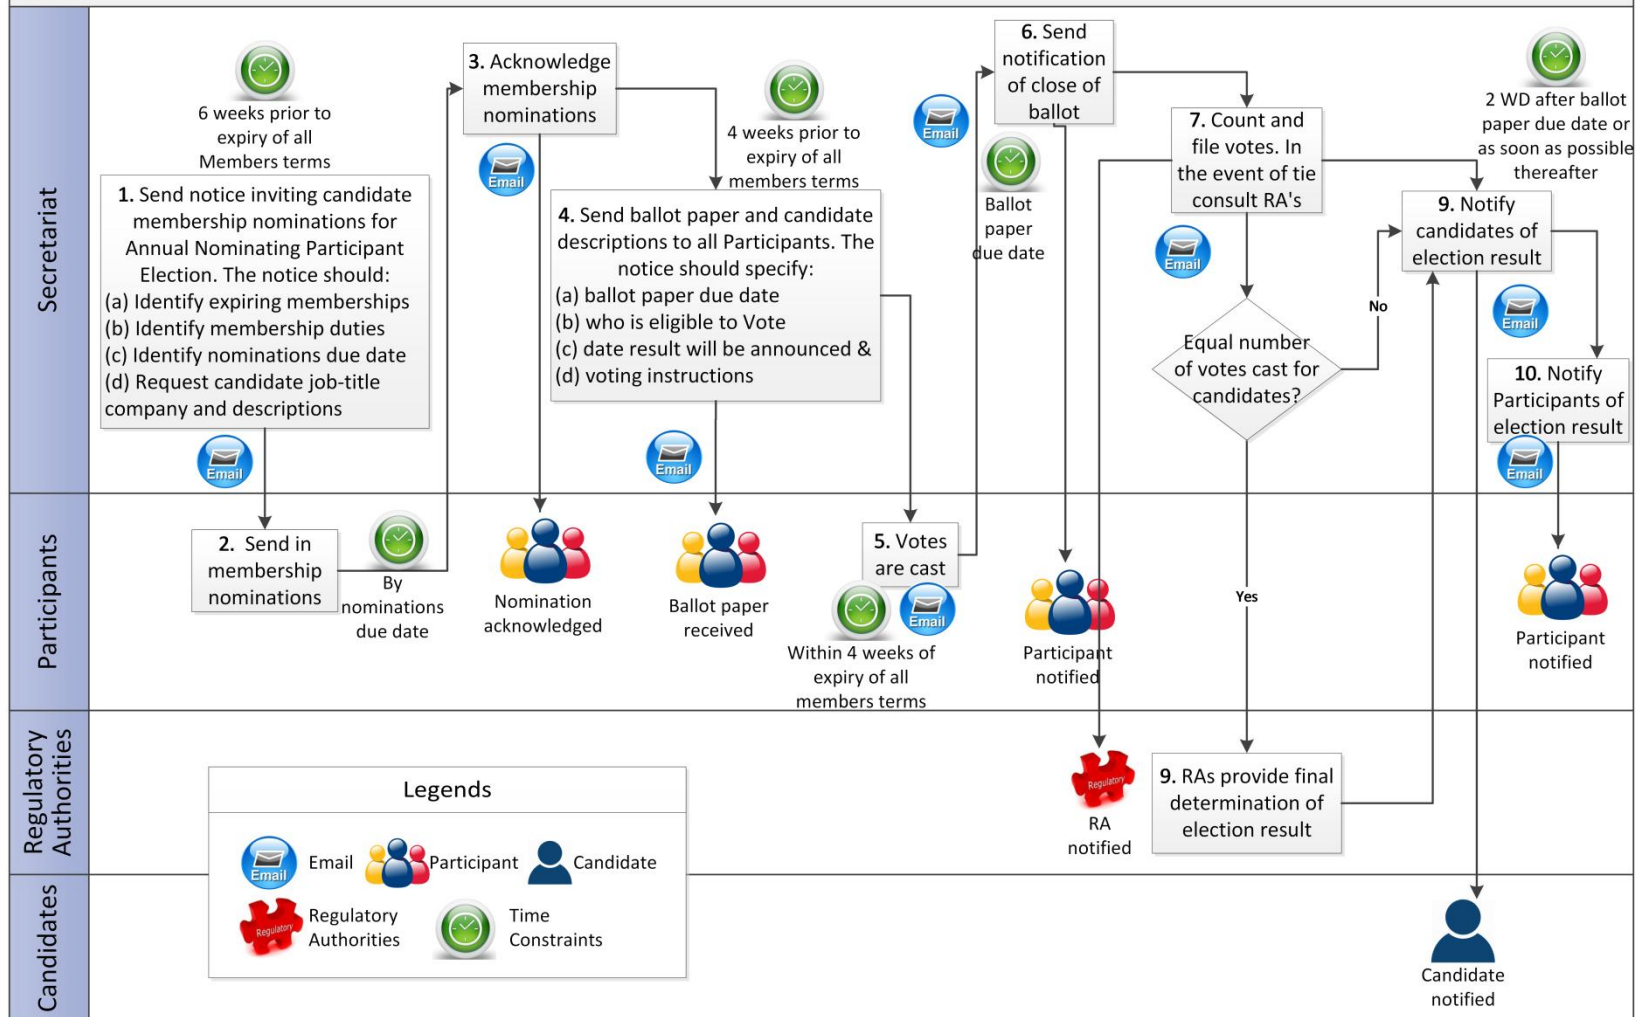 Secretariat
6 weeks prior to
expiry of all
Members terms
1. Send notice inviting candidate
membership nominations for
Annual Nominating Participant
Election. The notice should:
(a) Identify expiring memberships
(b) Identify membership duties
(c) Identify nominations due date
(d) Request candidate job-title
company and descriptions
Email
3. Acknowledge
membership
nominations
Email
4 weeks prior to
expiry of all
members terms
4. Send ballot paper and candidate
descriptions to all Participants. The
notice should specify:
(a) ballot paper due date
(b) who is eligible to Vote
(c) date result will be announced &
(d) voting instructions
Email
6. Send
notification
of close of
ballot
Email
Ballot
paper
due date
7. Count and
file votes. In
the event of tie
consult RA's
Email
Equal number
of votes cast for
candidates?
No
Yes
2 WD after ballot
paper due date or
as soon as possible
thereafter
9. Notify
candidates of
election result
Email
10. Notify
Participants of
election result
Email
Participants
2. Send in
membership
nominations
By
nominations
due date
Nomination
acknowledged
Ballot paper
received
5. Votes
are cast
Email
Within 4 weeks of
expiry of all
members terms
Participant
notified
Participant
notified
Regulatory
Authorities
Regulatory
RA
notified
9. RAs provide final
determination of
election result
Legends
Email
Email
Participant
Candidate
Regulatory
Regulatory
Authorities
Time
Constraints
Candidates
Candidate
notified